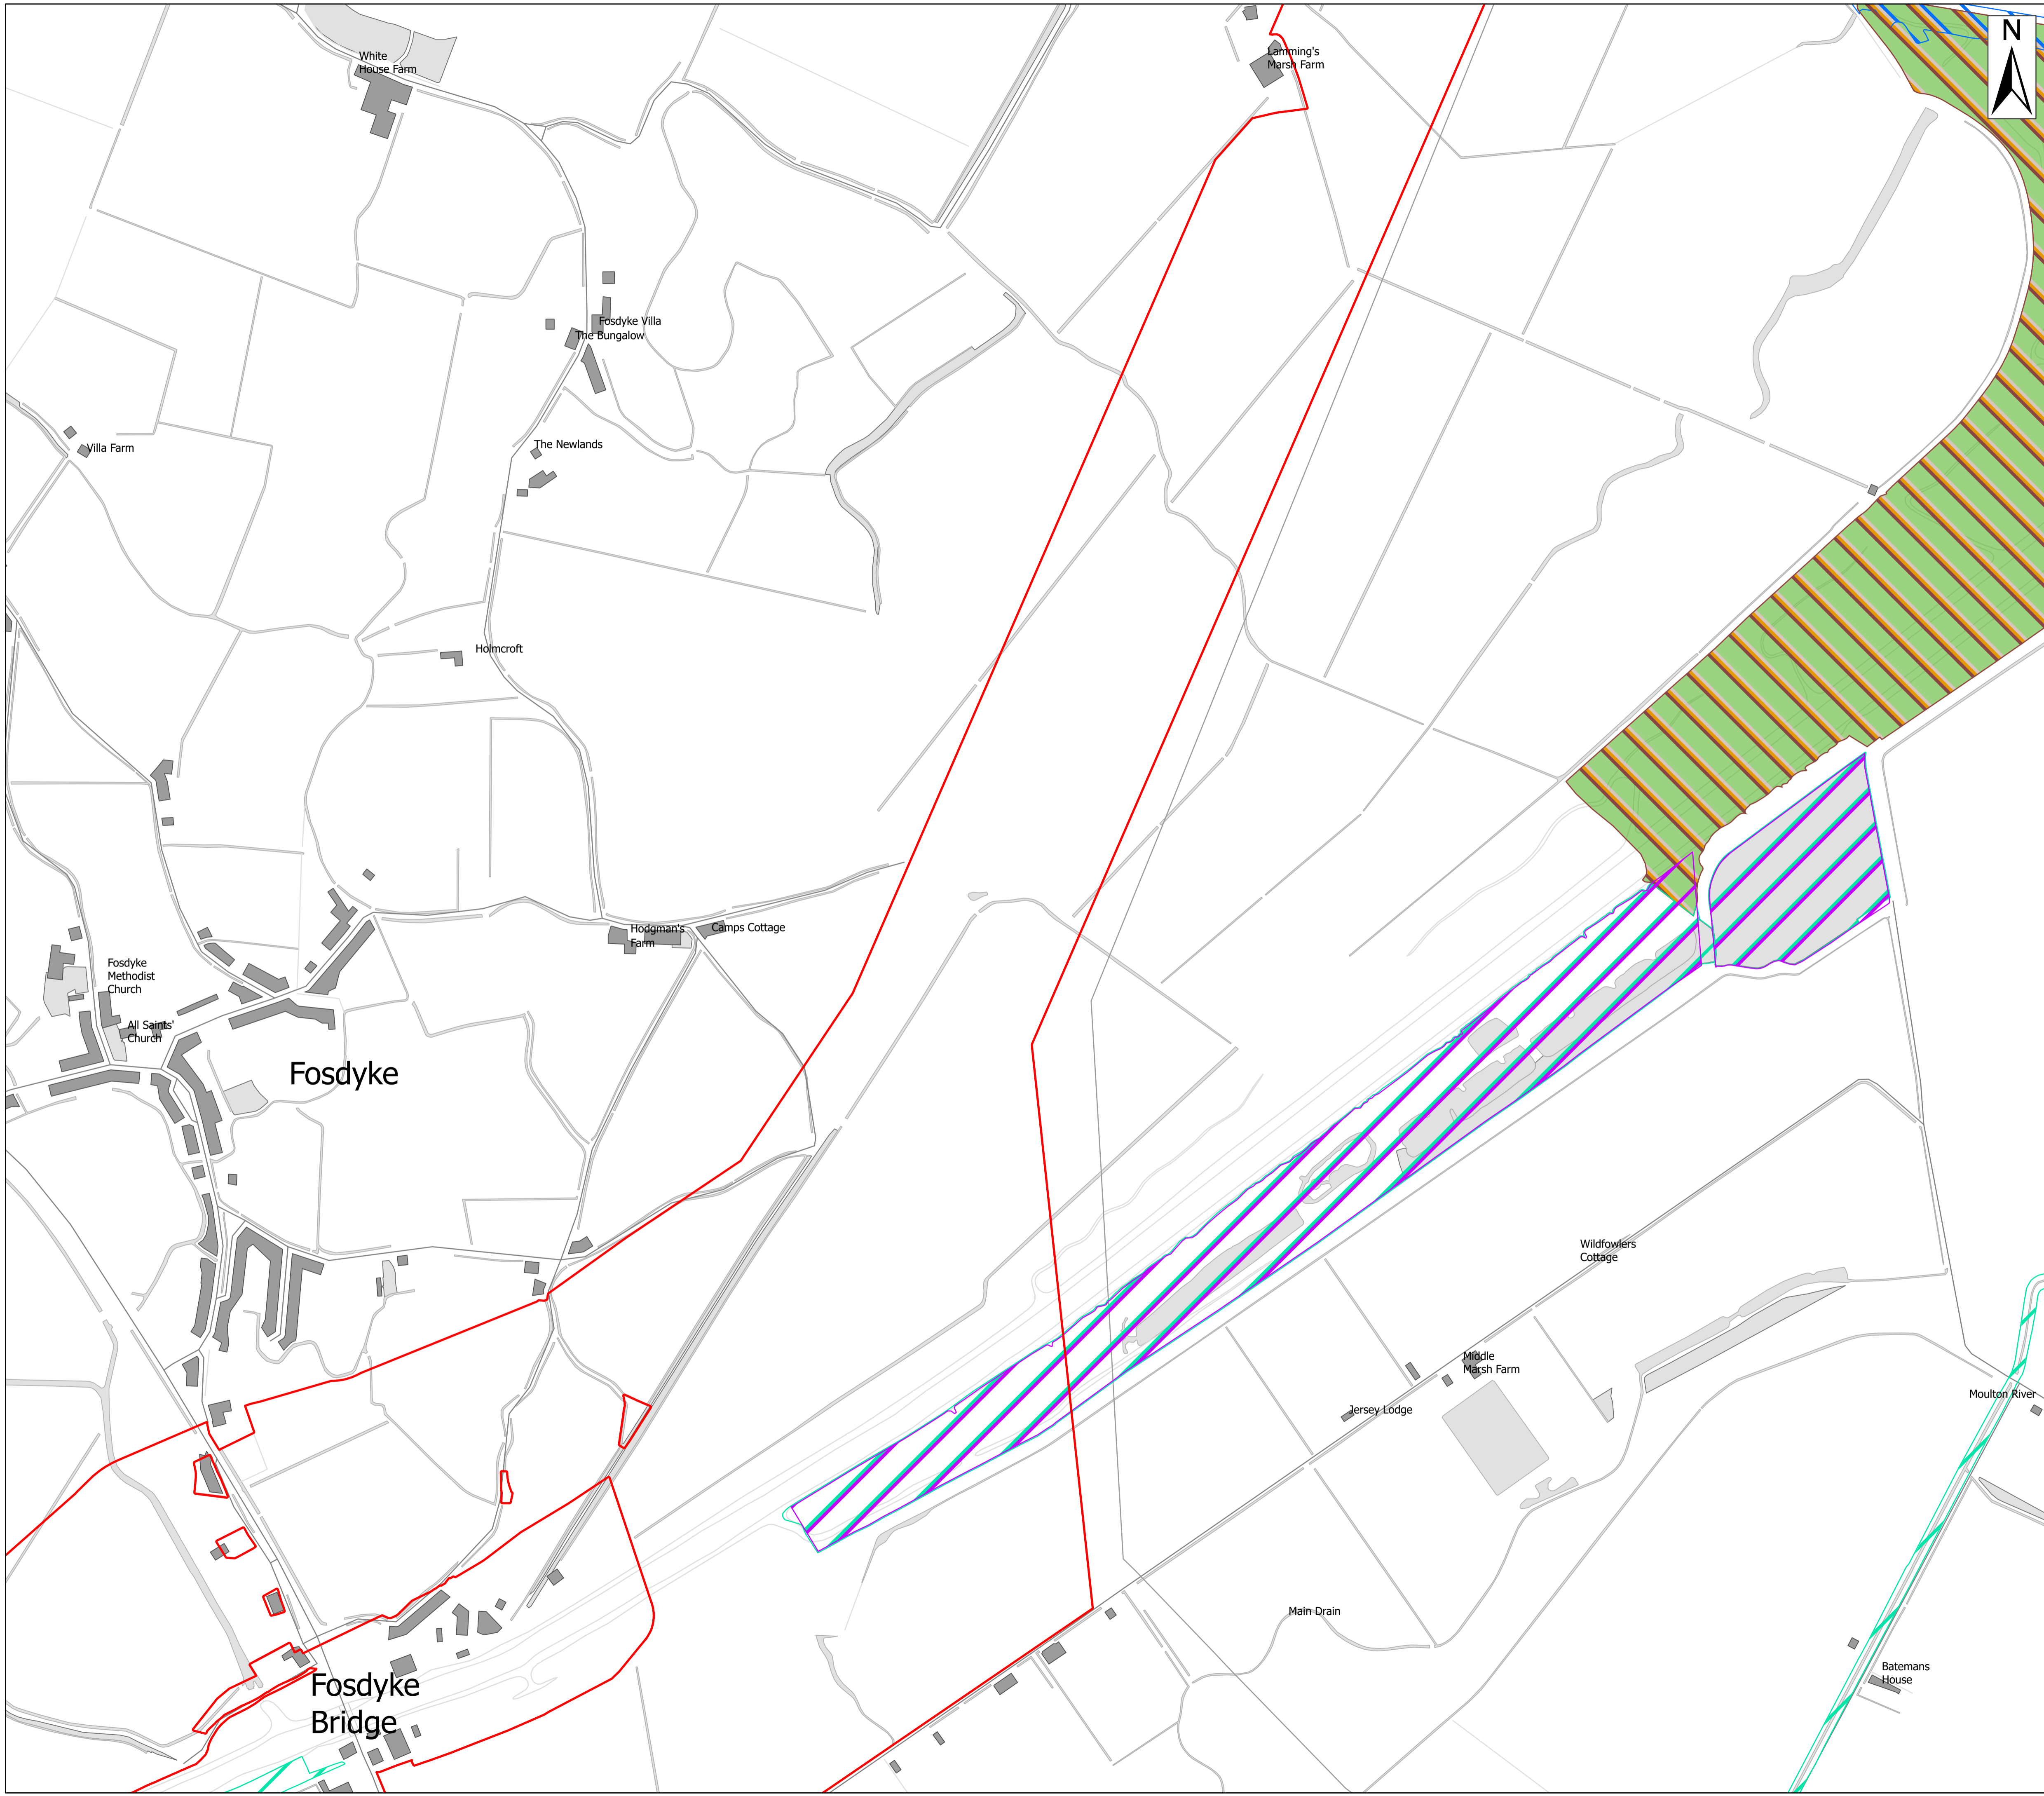 N
White
House Farm
Lamming's
Marsh Farm
Fosdyke Villa
The Bungalow
Villa Farm
The Newlands
Holmcroft
Hodgman's
Farm
Camps Cottage
Fosdyke
Methodist
Church
All Saints'
Church
Fosdyke
Wildfowlers
Cottage
Middle
Marsh Farm
Jersey Lodge
Moulton River
Main Drain
Batemans
House
Fosdyke
Bridge